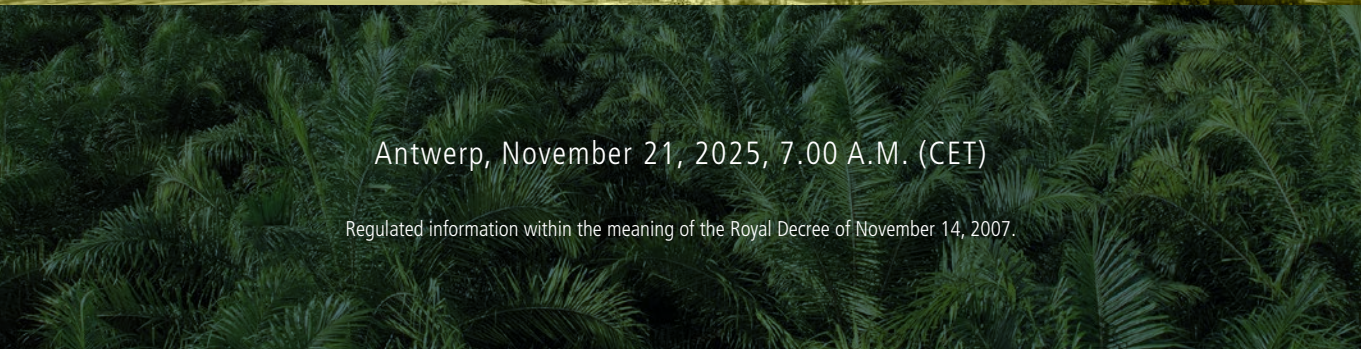 Antwerp, November 21, 2025, 7.00 A.M. (CET)
Regulated information within the meaning of the Royal Decree of November 14, 2007.